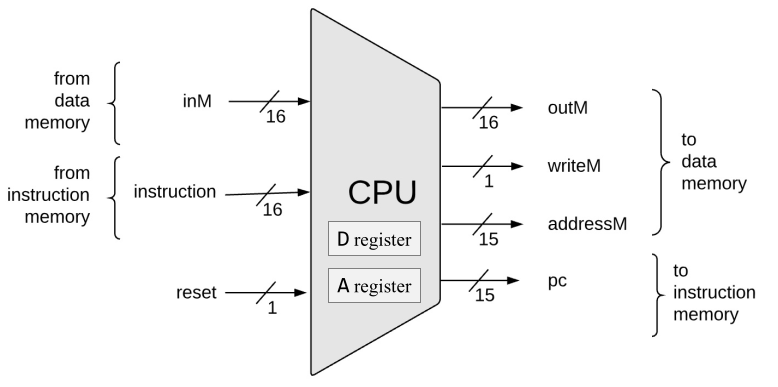 from
data
memory
inM
16
from
instruction
memory
instruction
16
reset
1
CPU
D register
A register
16
outM
1
writeM
15
addressM
15
pc
to
data
memory
to
instruction
memory